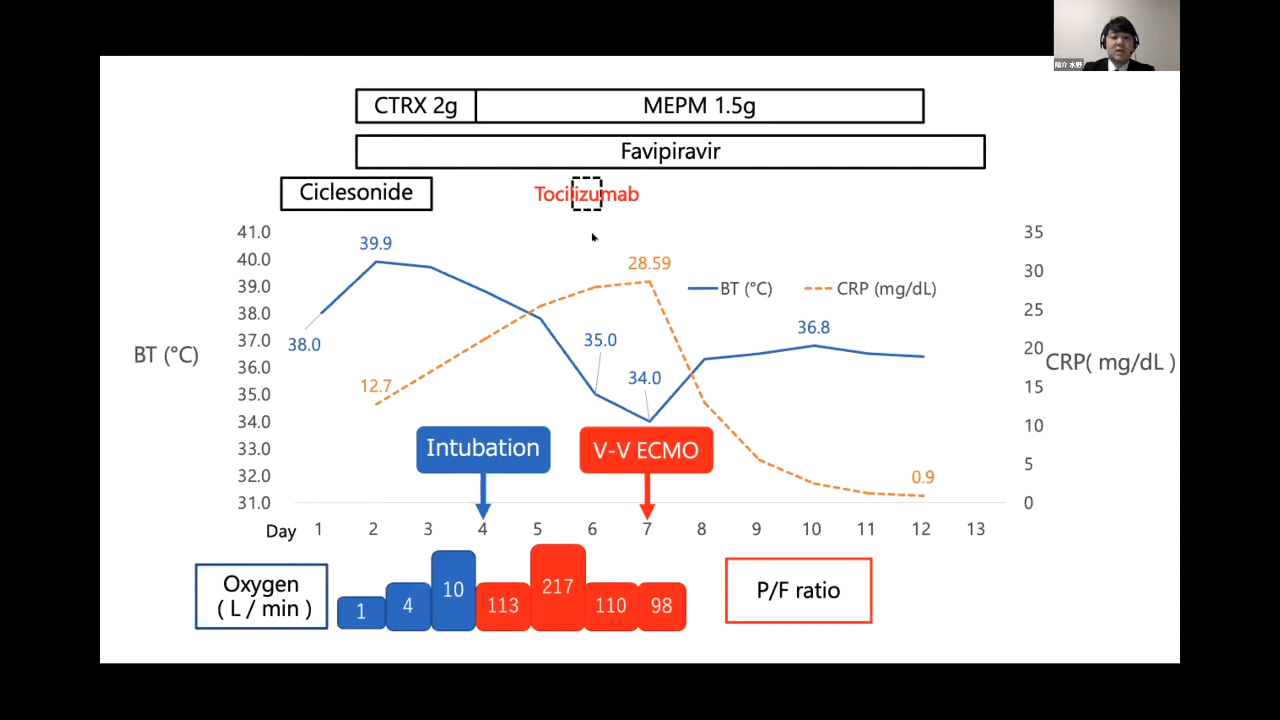 陽介 水野
CTRX 2g
MEPM 1.5g
Favipiravir
Ciclesonide
Tocilizumab
41.0
40.0
39.0
38.0
37.0
36.0
35.0
34.0
33.0
32.0
31.0
BT (°C)
39.9
38.0
12.7
35.0
34.0
28.59
BT (°C)
CRP (mg/dL)
36.8
0.9
35
30
25
20
15
10
5
0
CRP( mg/dL )
Intubation
V-V ECMO
Day 1 2 3 4 5 6 7 8 9 10 11 12 13
Oxygen
( L / min )
1
4
10
113
217
110
98
P/F ratio